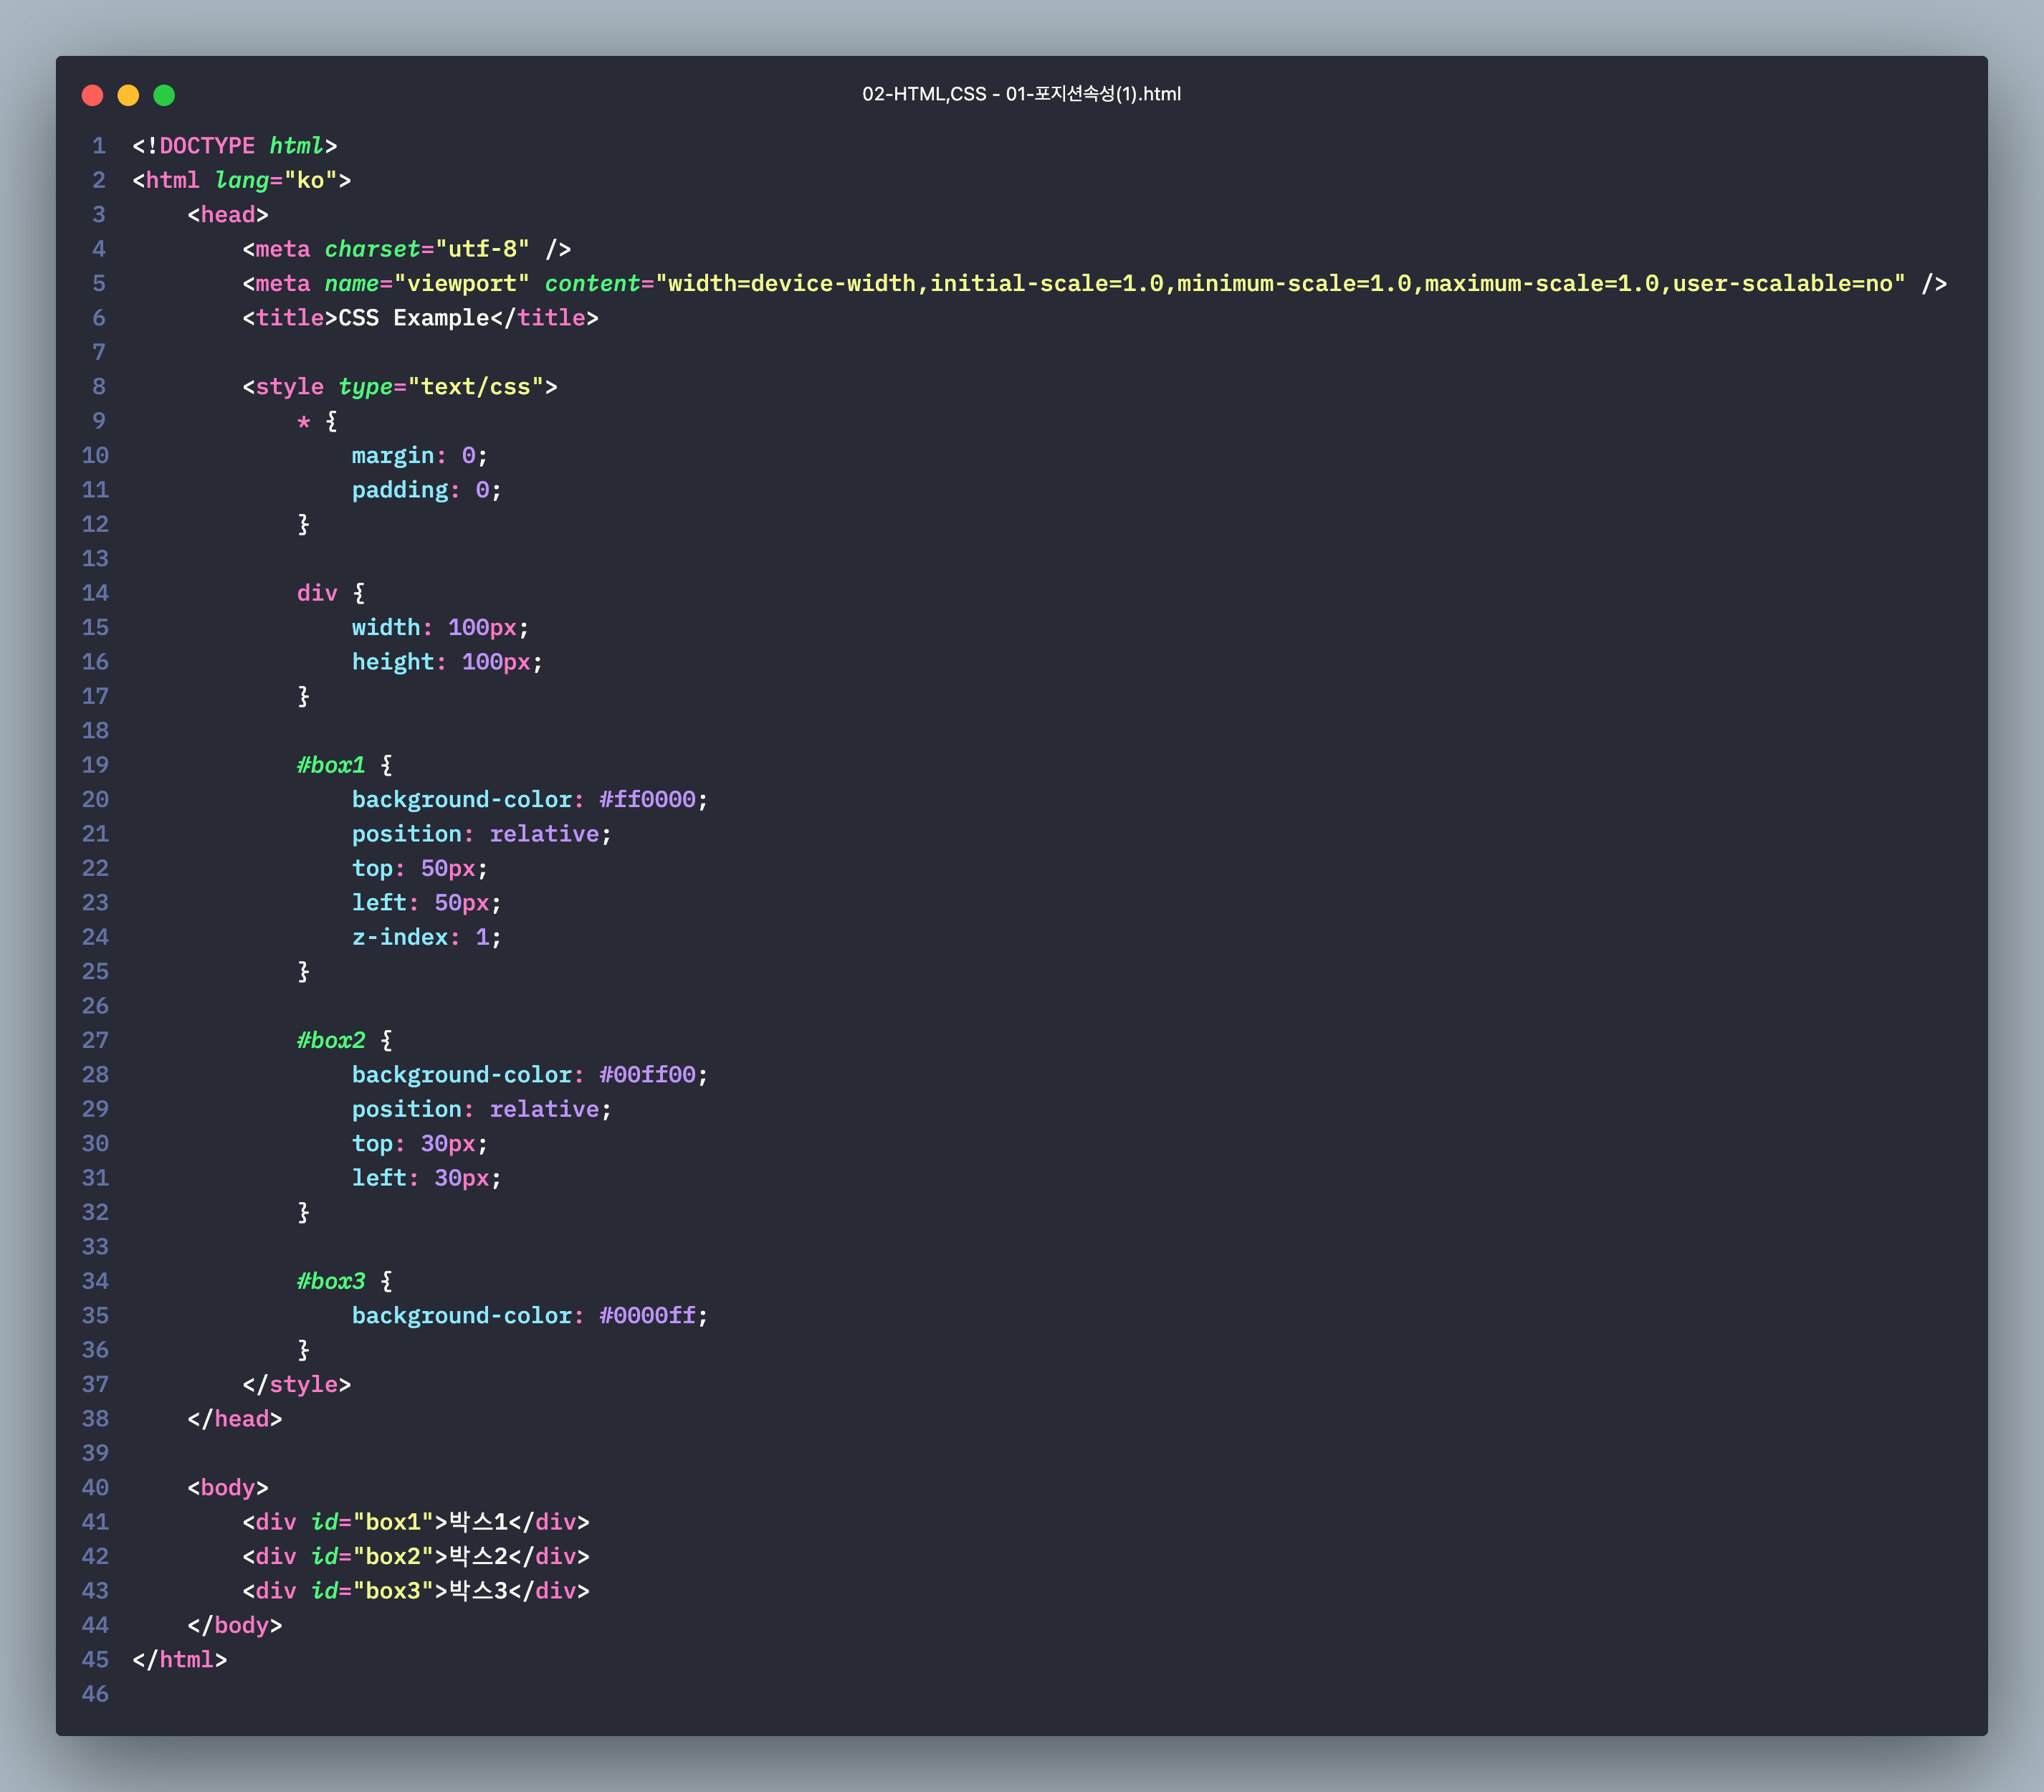 02-HTML,CSS - 01-포지션속성(1).html
1 <!DOCTYPE html>
2 <html lang="ko">
3     <head>
4         <meta charset="utf-8" />
5         <meta name="viewport" content="width=device-width,initial-scale=1.0,minimum-scale=1.0,maximum-scale=1.0,user-scalable=no" />
6         <title>CSS Example</title>
7
8         <style type="text/css">
9             * {
10                 margin: 0;
11                 padding: 0;
12             }
13
14             div {
15                 width: 100px;
16                 height: 100px;
17             }
18
19             #box1 {
20                 background-color: #ff0000;
21                 position: relative;
22                 top: 50px;
23                 left: 50px;
24                 z-index: 1;
25             }
26
27             #box2 {
28                 background-color: #00ff00;
29                 position: relative;
30                 top: 30px;
31                 left: 30px;
32             }
33
34             #box3 {
35                 background-color: #0000ff;
36             }
37         </style>
38     </head>
39
40     <body>
41         <div id="box1">박스1</div>
42         <div id="box2">박스2</div>
43         <div id="box3">박스3</div>
44     </body>
45 </html>
46